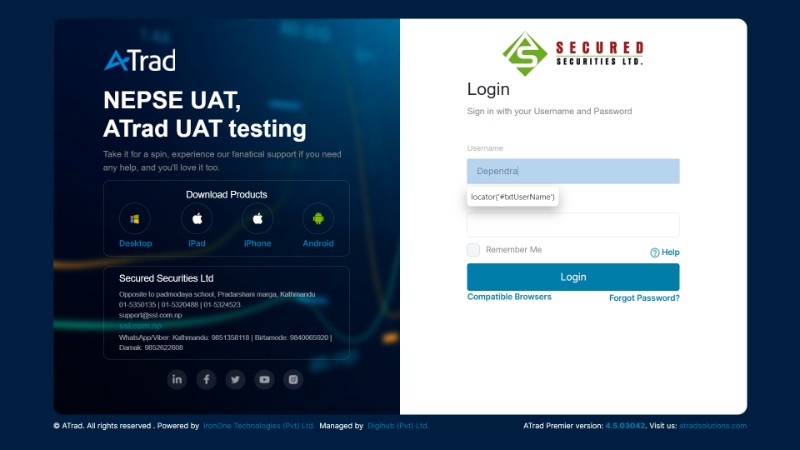 ATrad
NEPSE UAT,
ATrad UAT testing
Take it for a spin, experience our fanatical support if you need
any help, and you'll love it too.
Download Products
Desktop iPad iPhone Android
Secured Securities Ltd
Opposite to padmodaya school, Pradarshani marga, Kathmandu
01-5350135 | 01-5320488 | 01-5324523
support@ssl.com.np
ssl.com.np
WhatsApp/Viber: Kathmandu: 9851358118 | Birtamode: 9840065920 |
Damak: 9852622808
SECURED
SECURITIES LTD.
Login
Sign in with your Username and Password
Username
Dependra
locator('#txtUserName')
Remember Me
Help
Login
Compatible Browsers Forgot Password?
© ATrad. All rights reserved . Powered by IronOne Technologies (Pvt) Ltd. Managed by Digihub (Pvt) Ltd.
ATrad Premier version: 4.5.03042. Visit us: atradsolutions.com